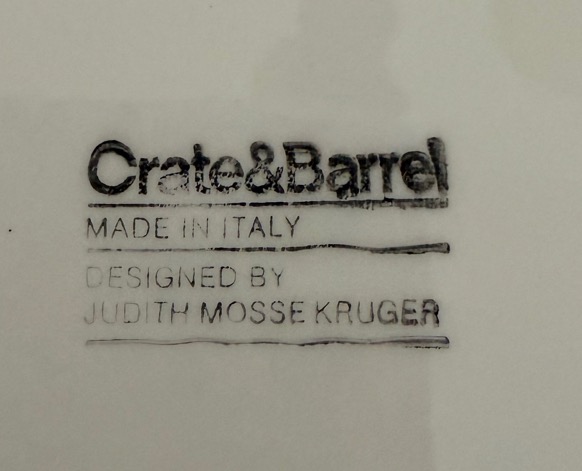 Crate&Barrel
MADE IN ITALY
DESIGNED BY
JUDITH MOSSE KRUGER